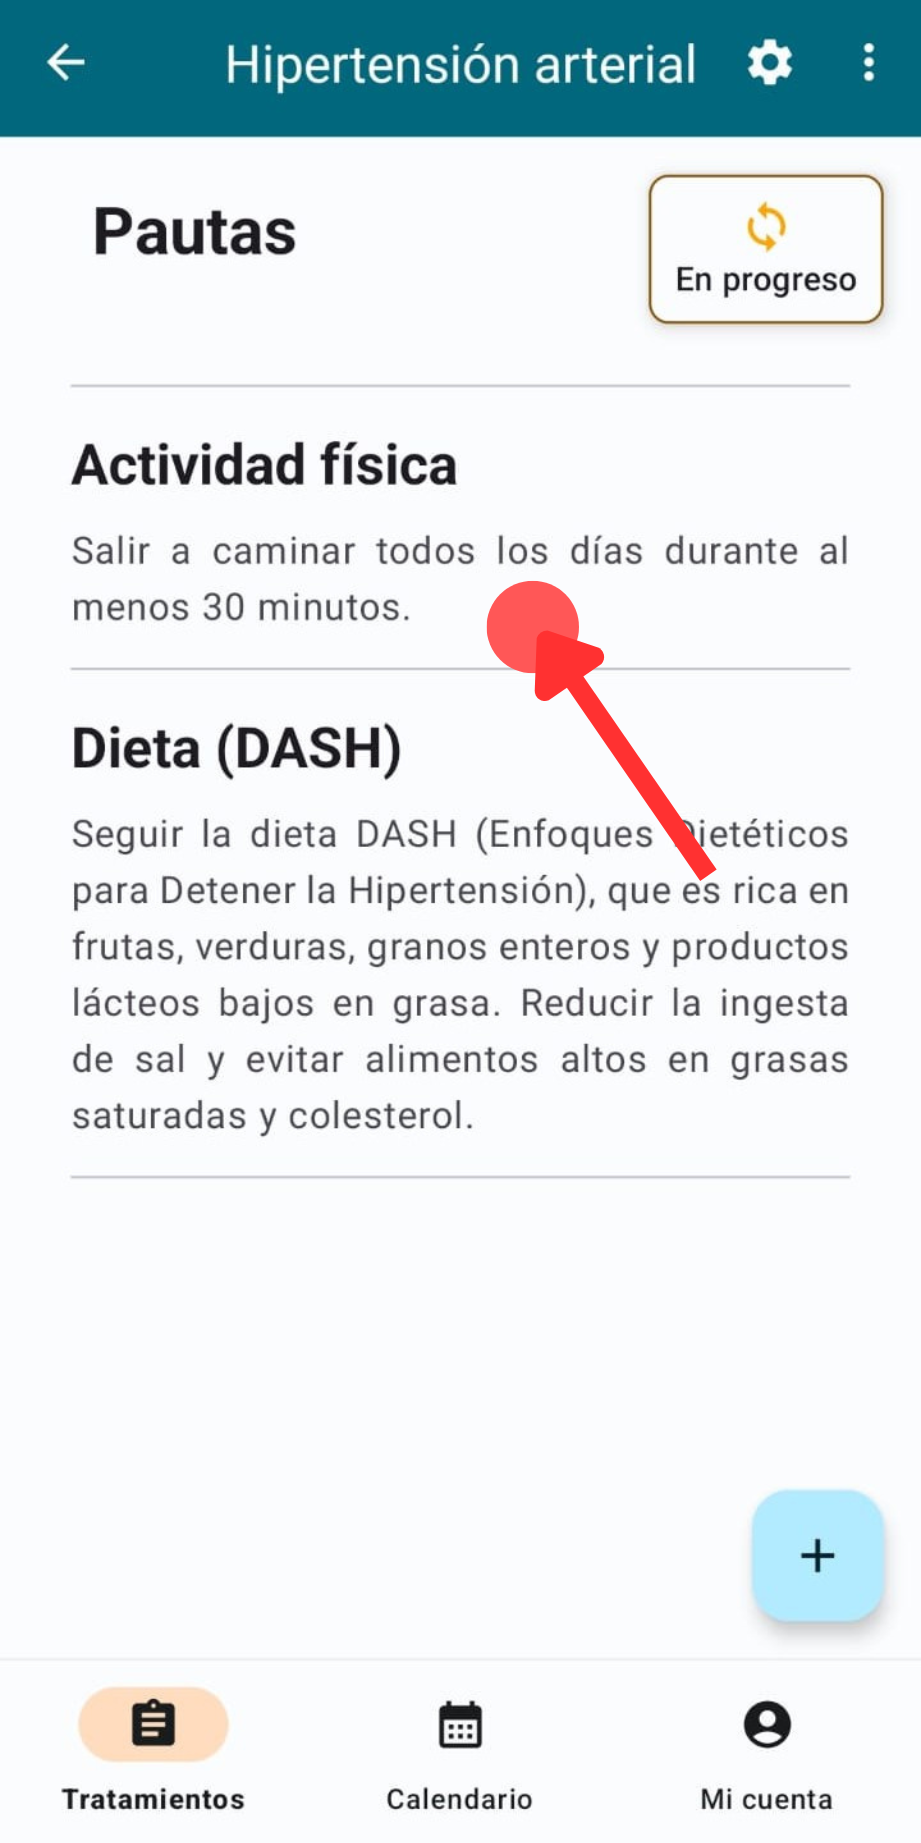 Hipertensión arterial
Pautas
En progreso
Actividad física
Salir a caminar todos los días durante al
menos 30 minutos.
Dieta (DASH)
Seguir la dieta DASH (Enfoques Dietéticos
para Detener la Hipertensión), que es rica en
frutas, verduras, granos enteros y productos
lácteos bajos en grasa. Reducir la ingesta
de sal y evitar alimentos altos en grasas
saturadas y colesterol.
+
Tratamientos
Calendario
Mi cuenta